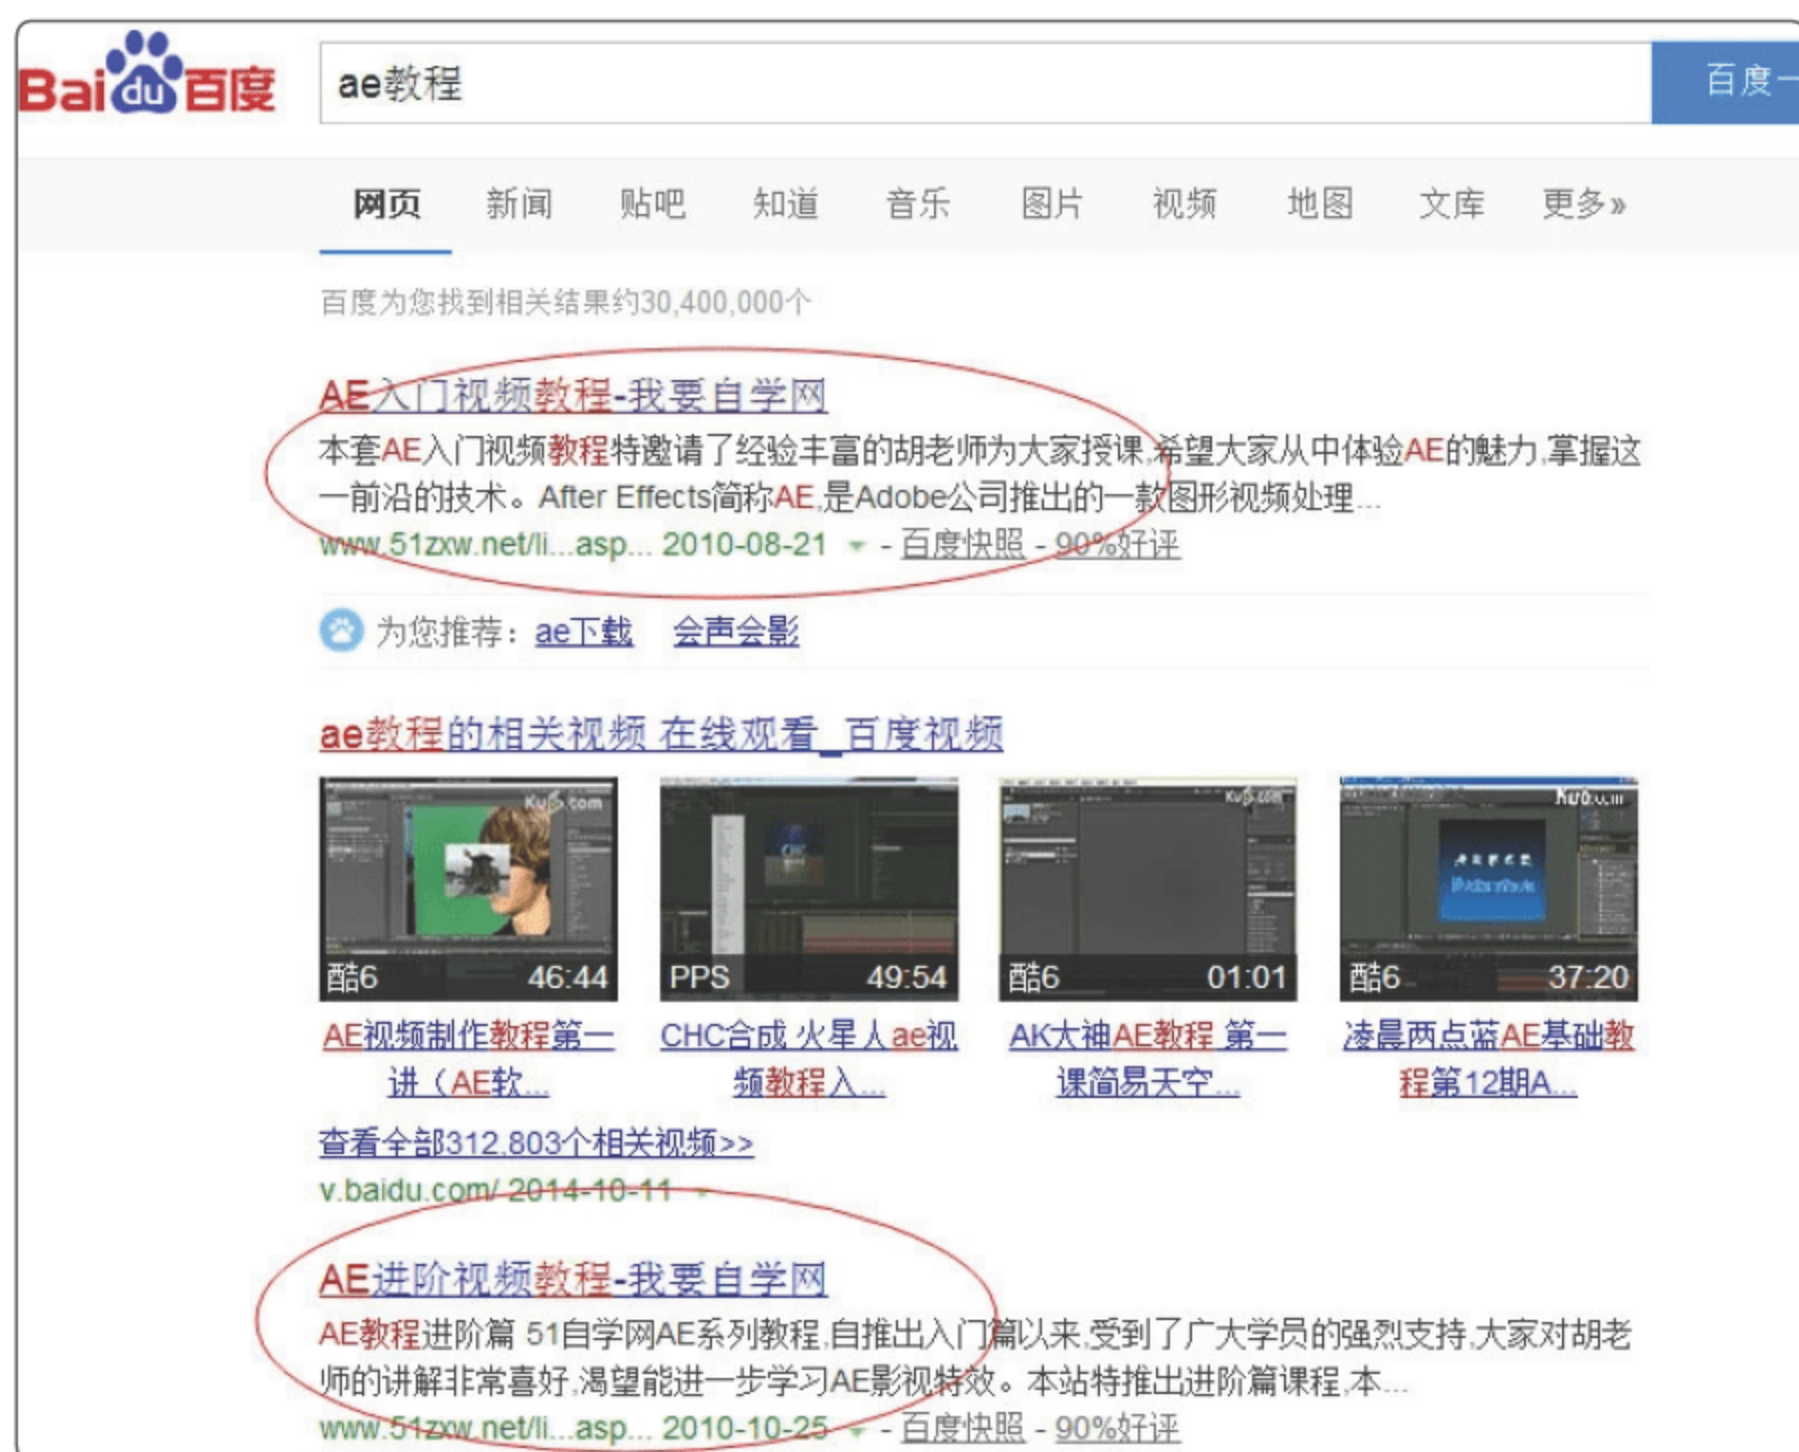 Bai du 百度
ae教程
百度一
网页 新闻 贴吧 知道 音乐 图片 视频 地图 文库 更多»
百度为您找到相关结果约30,400,000个
AE入门视频教程-我要自学网
本套AE入门视频教程特邀请了经验丰富的胡老师为大家授课,希望大家从中体验AE的魅力,掌握这
一前沿的技术。After Effects简称AE,是Adobe公司推出的一款图形视频处理...
www.51zxw.net/li...asp... 2010-08-21 - 百度快照 - 90%好评
为您推荐: ae下载 会声会影
ae教程的相关视频 在线观看_百度视频
Ku6.com
CHC
Ku6.com
Ku6.com
酷6 46:44
PPS 49:54
酷6 01:01
酷6 37:20
AE视频制作教程第一
讲（AE软...
CHC合成 火星人ae视
频教程入...
AK大神AE教程 第一
课简易天空...
凌晨两点蓝AE基础教
程第12期A...
查看全部312,803个相关视频>>
v.baidu.com/ 2014-10-11
AE进阶视频教程-我要自学网
AE教程进阶篇 51自学网AE系列教程,自推出入门篇以来,受到了广大学员的强烈支持,大家对胡老
师的讲解非常喜好,渴望能进一步学习AE影视特效。本站特推出进阶篇课程,本...
www.51zxw.net/li...asp... 2010-10-25 - 百度快照 - 90%好评